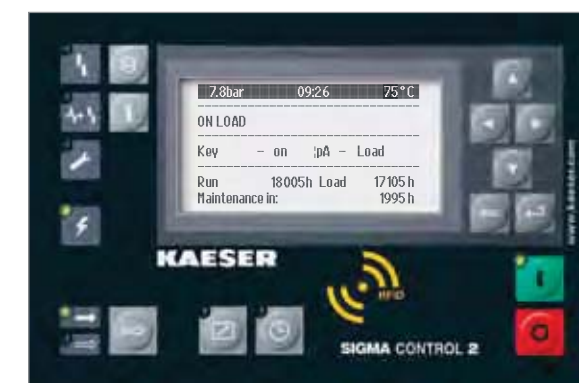 7.8bar 09:26 75°C
ON LOAD
Key - on ¦pA - Load
Run 18005h Load 17105h
Maintenance in: 1995h
KAESER
RFID
SIGMA CONTROL 2
www.kaeser.com